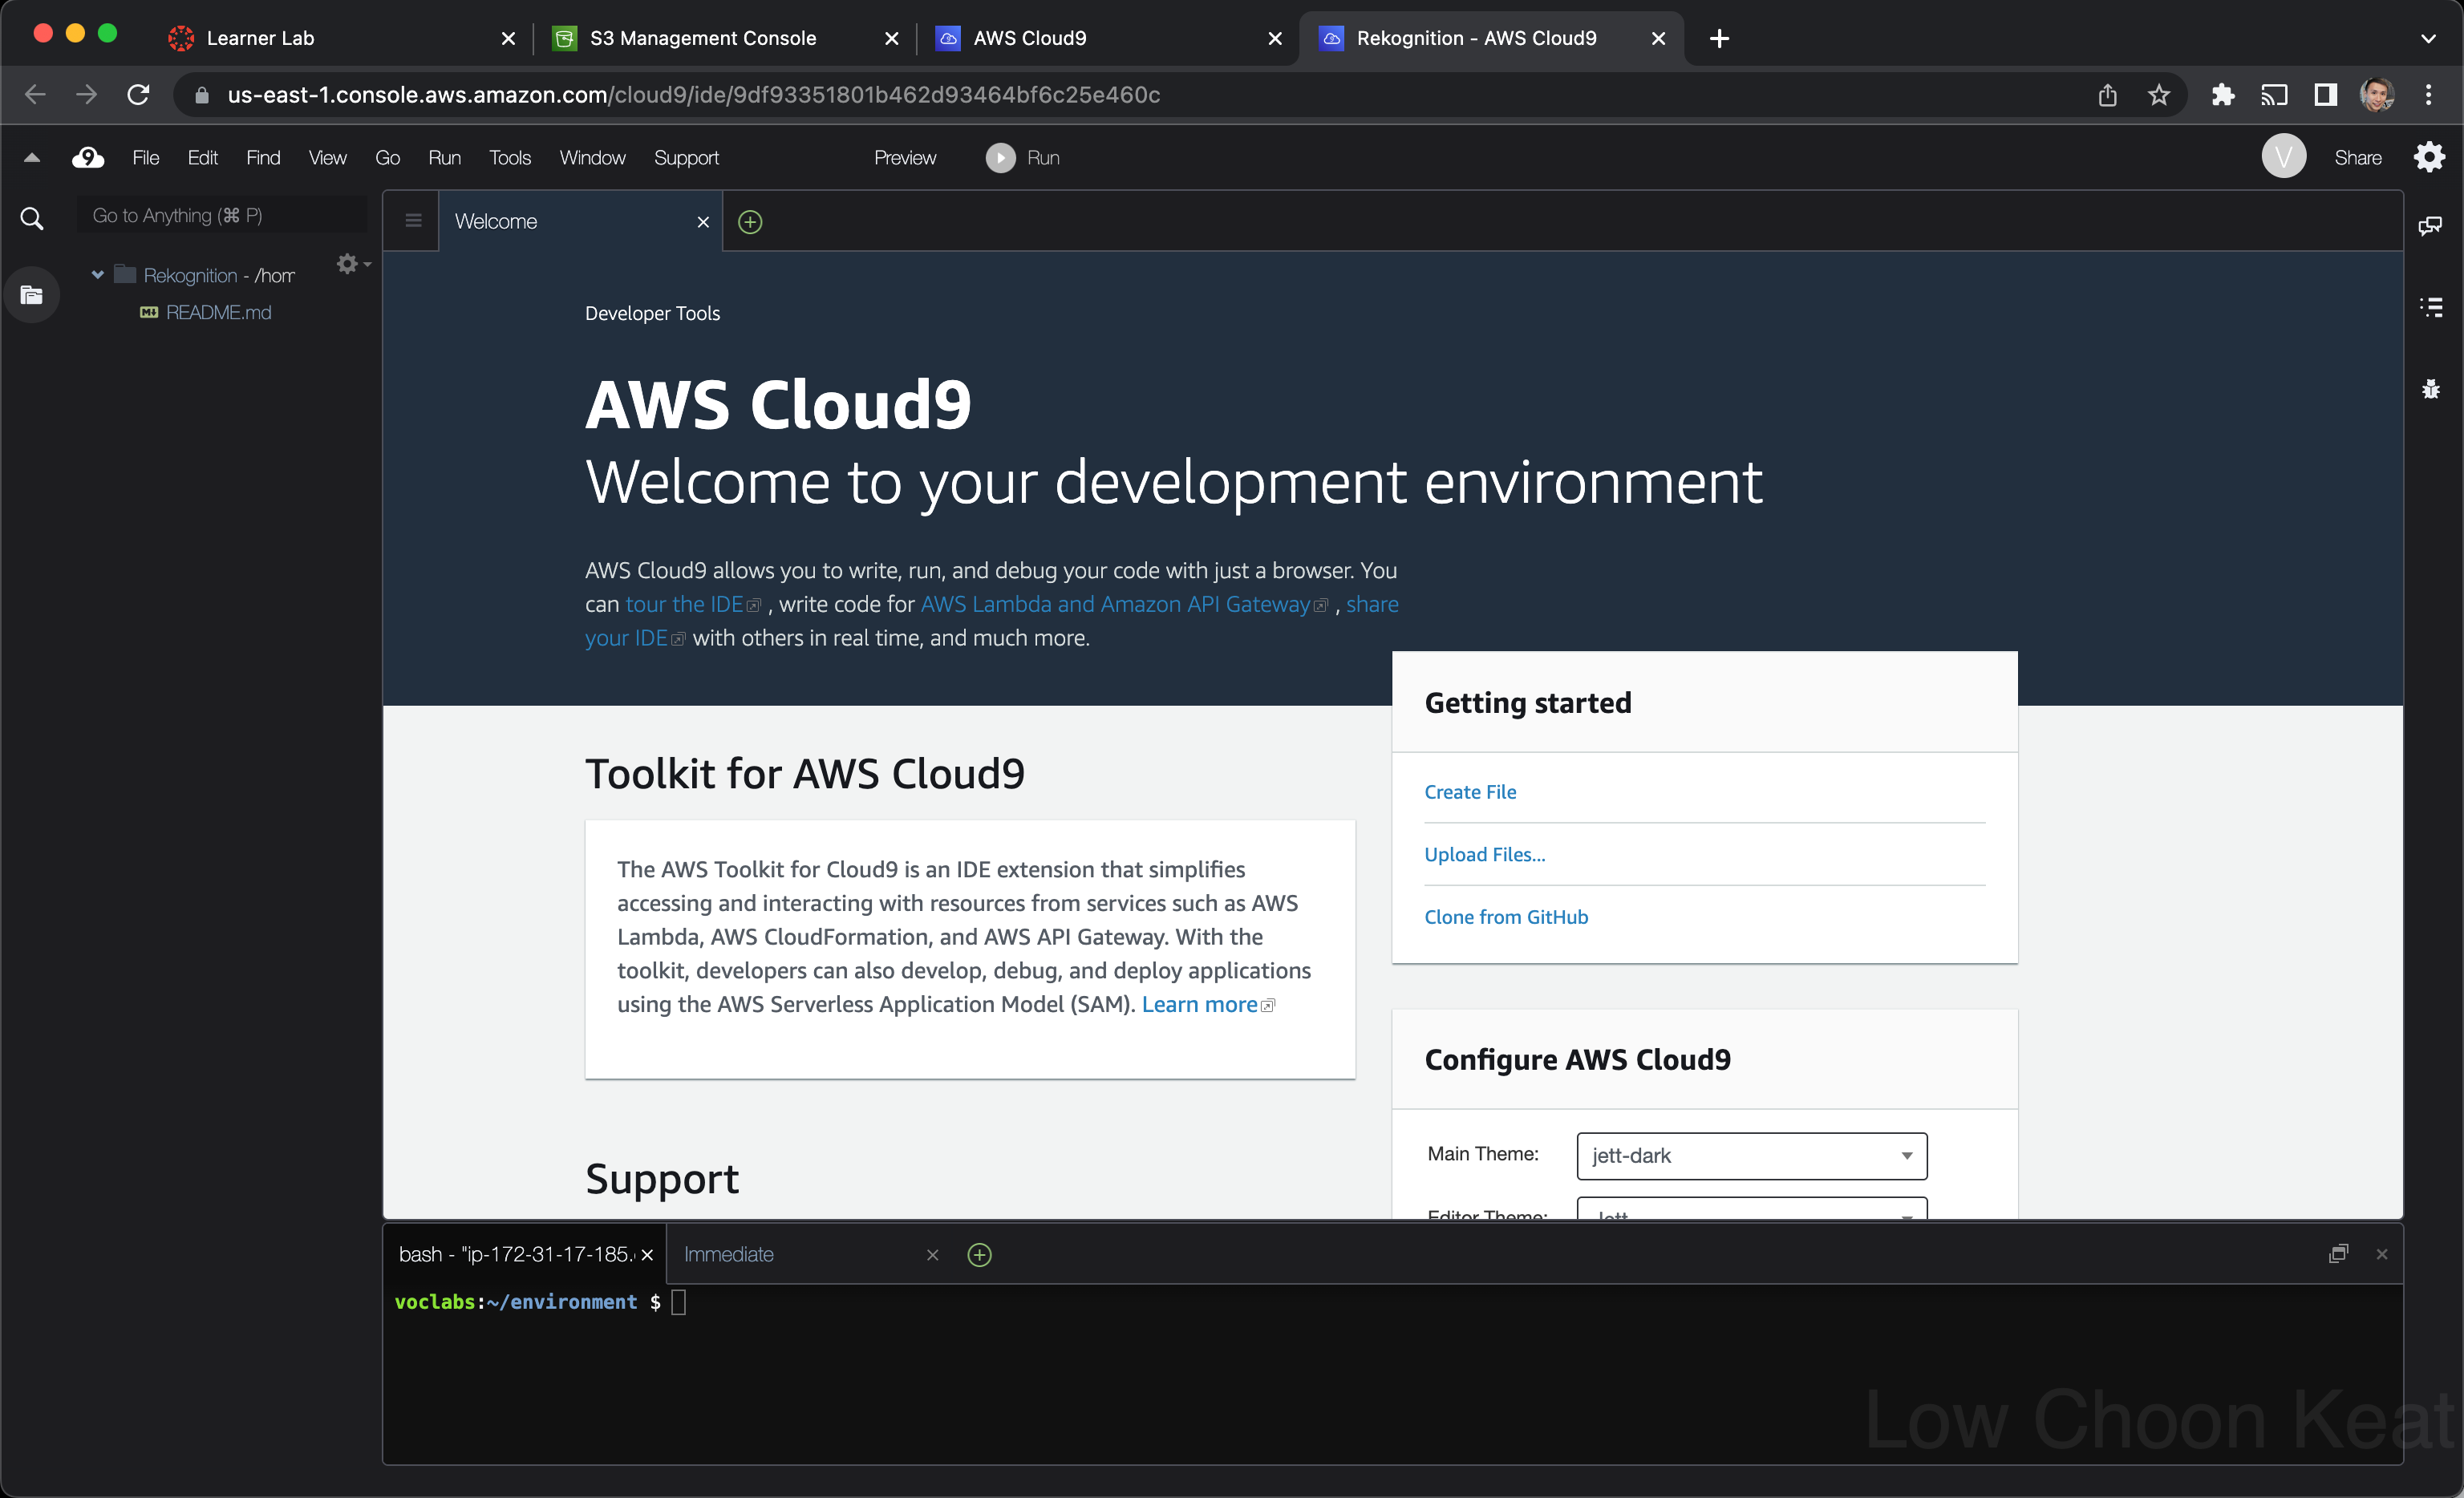 Learner Lab
S3 Management Console
AWS Cloud9
Rekognition - AWS Cloud9
us-east-1.console.aws.amazon.com/cloud9/ide/9df93351801b462d93464bf6c25e460c
9
File Edit Find View Go Run Tools Window Support Preview Run
V
Share
Go to Anything (⌘ P)
Welcome
Rekognition - /hom
README.md
Developer Tools
AWS Cloud9
Welcome to your development environment
AWS Cloud9 allows you to write, run, and debug your code with just a browser. You
can tour the IDE , write code for AWS Lambda and Amazon API Gateway , share
your IDE with others in real time, and much more.
Getting started
Create File
Upload Files...
Clone from GitHub
Toolkit for AWS Cloud9
The AWS Toolkit for Cloud9 is an IDE extension that simplifies
accessing and interacting with resources from services such as AWS
Lambda, AWS CloudFormation, and AWS API Gateway. With the
toolkit, developers can also develop, debug, and deploy applications
using the AWS Serverless Application Model (SAM). Learn more
Configure AWS Cloud9
Main Theme: jett-dark
Editor Theme: Jett
Support
bash - "ip-172-31-17-185.
Immediate
voclabs:~/environment $
Low Choon Keat